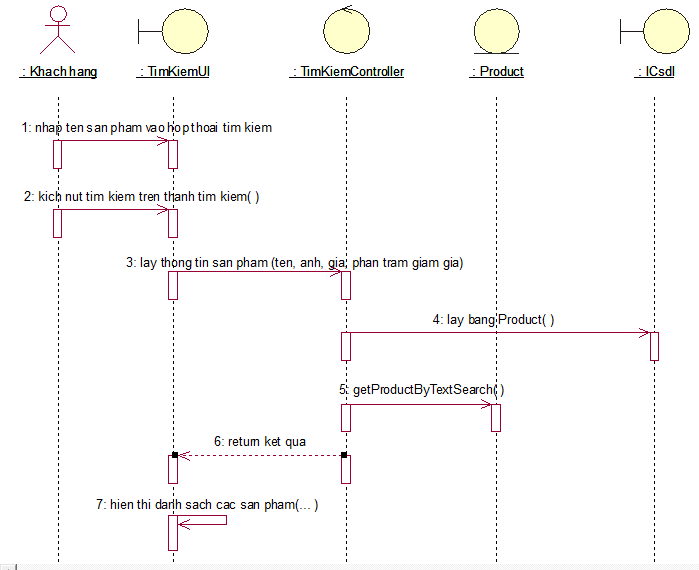 : Khach hang
: TimKiemUI
: TimKiemController
: Product
: ICsdl
1: nhap ten san pham vao hop thoai tim kiem
2: kich nut tim kiem tren thanh tim kiem( )
3: lay thong tin san pham (ten, anh, gia, phan tram giam gia)
4: lay bang Product( )
5: getProductByTextSearch( )
6: return ket qua
7: hien thi danh sach cac san pham(... )